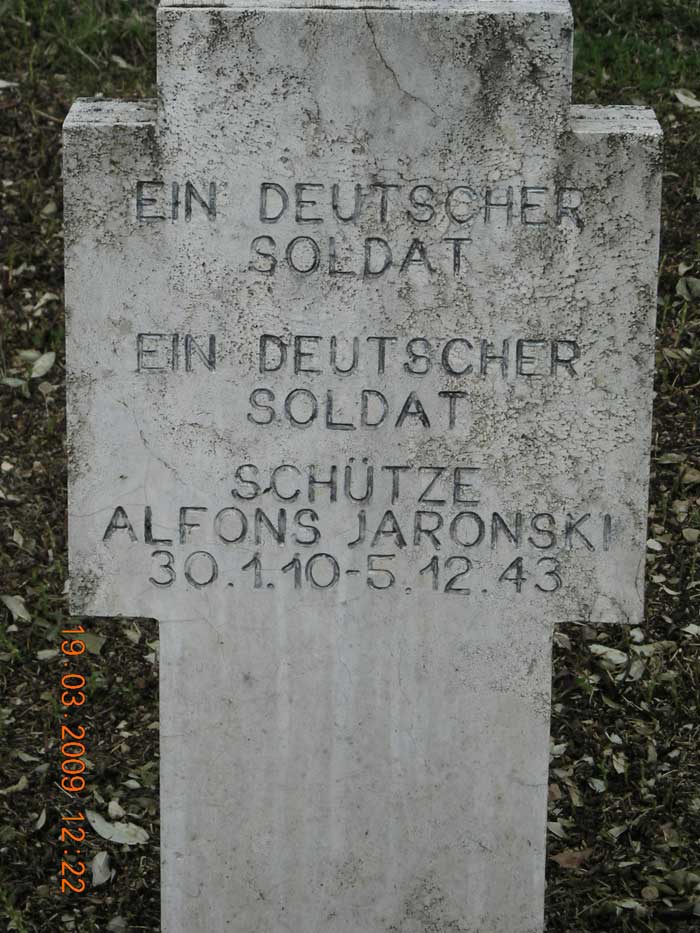 EIN DEUTSCHER
SOLDAT
EIN DEUTSCHER
SOLDAT
SCHÜTZE
ALFONS JARONSKI
30.1.10-5.12.43
19.03.2009 12:22